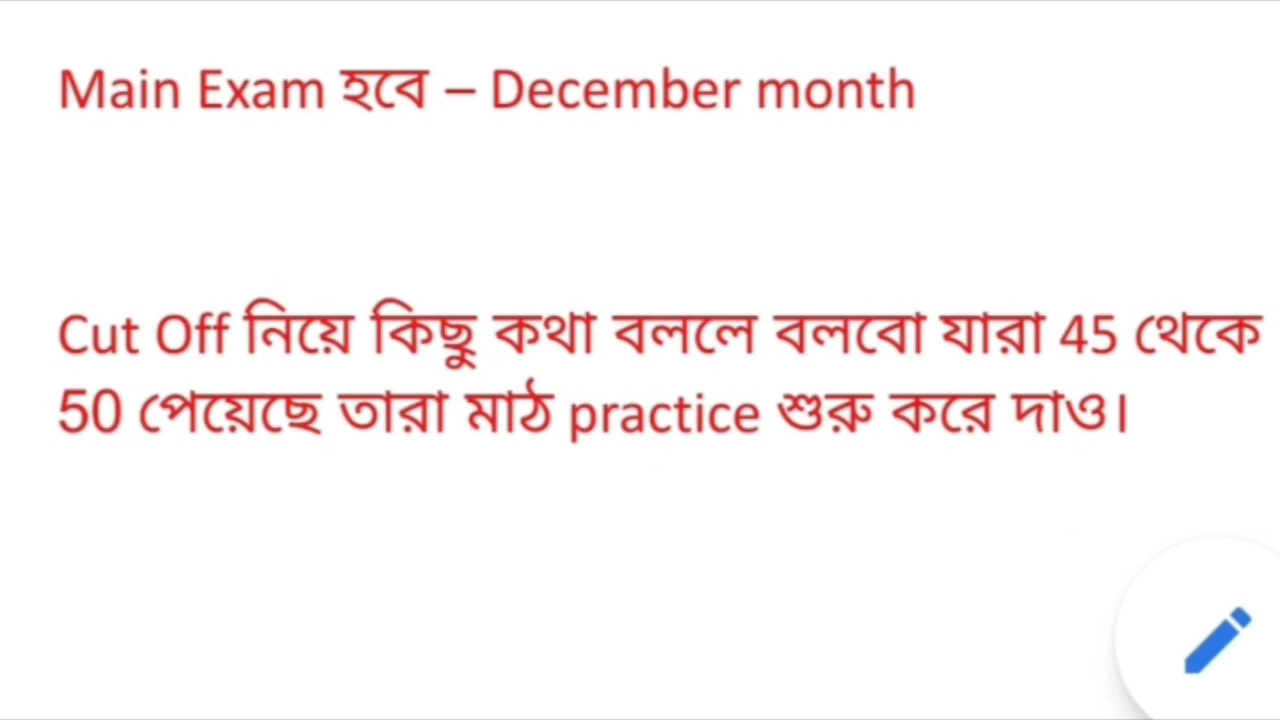 Main Exam হবে – December month
Cut Off নিয়ে কিছু কথা বললে বলবো যারা 45 থেকে
50 পেয়েছে তারা মাঠ practice শুরু করে দাও।